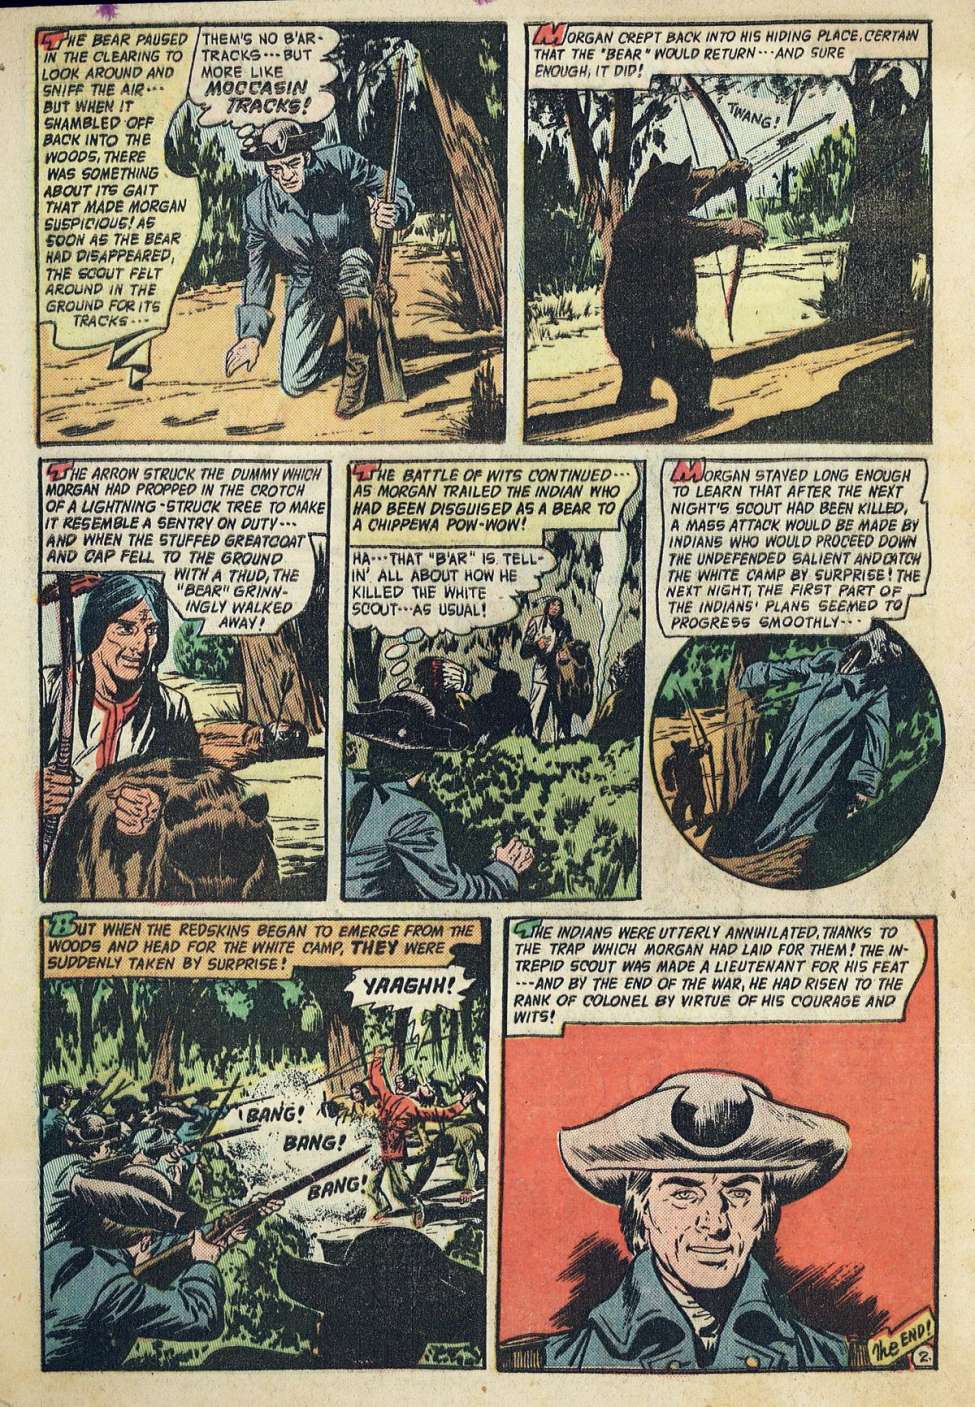 THE BEAR PAUSED
IN THE CLEARING TO
LOOK AROUND AND
SNIFF THE AIR---
BUT WHEN IT
SHAMBLED OFF
BACK INTO THE
WOODS, THERE
WAS SOMETHING
ABOUT ITS GAIT
THAT MADE MORGAN
SUSPICIOUS! AS
SOON AS THE BEAR
HAD DISAPPEARED,
THE SCOUT FELT
AROUND IN THE
GROUND FOR ITS
TRACKS---
THEM'S NO B'AR-
TRACKS---BUT
MORE LIKE
MOCCASIN
TRACKS!
MORGAN CREPT BACK INTO HIS HIDING PLACE. CERTAIN
THAT THE "BEAR" WOULD RETURN---AND SURE
ENOUGH, IT DID!
TWANG!
THE ARROW STRUCK THE DUMMY WHICH
MORGAN HAD PROPPED IN THE CROTCH
OF A LIGHTNING-STRUCK TREE TO MAKE
IT RESEMBLE A SENTRY ON DUTY---
AND WHEN THE STUFFED GREATCOAT
AND CAP FELL TO THE GROUND
WITH A THUD, THE
"BEAR" GRINN-
INGLY WALKED
AWAY!
THE BATTLE OF WITS CONTINUED---
AS MORGAN TRAILED THE INDIAN WHO
HAD BEEN DISGUISED AS A BEAR TO
A CHIPPEWA POW-WOW!
HA---THAT "B'AR" IS TELL-
IN' ALL ABOUT HOW HE
KILLED THE WHITE
SCOUT---AS USUAL!
MORGAN STAYED LONG ENOUGH
TO LEARN THAT AFTER THE NEXT
NIGHT'S SCOUT HAD BEEN KILLED,
A MASS ATTACK WOULD BE MADE BY
INDIANS WHO WOULD PROCEED DOWN
THE UNDEFENDED SALIENT AND CATCH
THE WHITE CAMP BY SURPRISE! THE
NEXT NIGHT, THE FIRST PART OF
THE INDIANS' PLANS SEEMED TO
PROGRESS SMOOTHLY---
BUT WHEN THE REDSKINS BEGAN TO EMERGE FROM THE
WOODS AND HEAD FOR THE WHITE CAMP, THEY WERE
SUDDENLY TAKEN BY SURPRISE!
YAAGHH!
BANG!
BANG!
BANG!
THE INDIANS WERE UTTERLY ANNIHILATED, THANKS TO
THE TRAP WHICH MORGAN HAD LAID FOR THEM! THE IN-
TREPID SCOUT WAS MADE A LIEUTENANT FOR HIS FEAT
---AND BY THE END OF THE WAR, HE HAD RISEN TO THE
RANK OF COLONEL BY VIRTUE OF HIS COURAGE AND
WITS!
The END!
2.